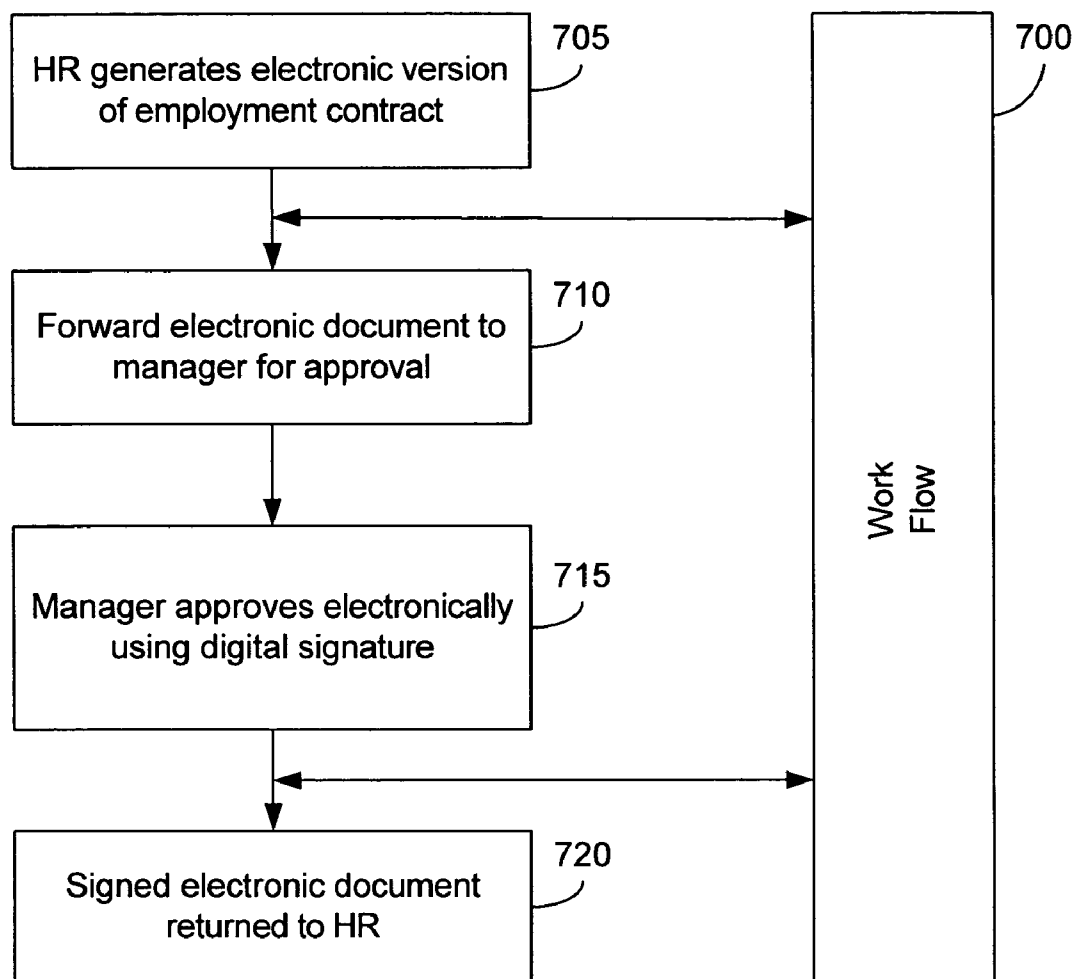 HR generates electronic version
of employment contract
705
700
Forward electronic document to
manager for approval
710
Work
Flow
Manager approves electronically
using digital signature
715
Signed electronic document
returned to HR
720